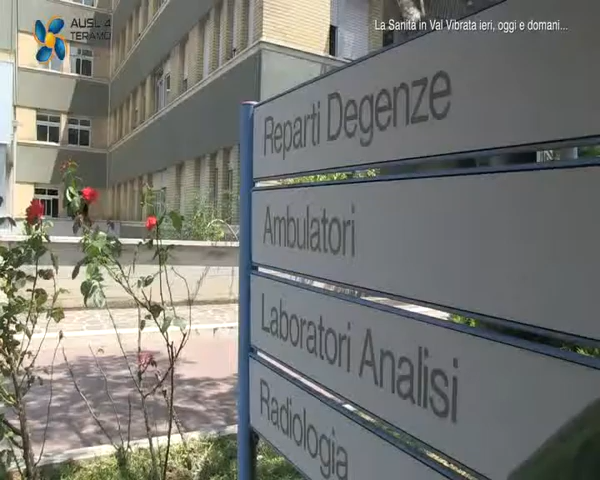 AUSL 4
TERAMO
La Sanità in Val Vibrata ieri, oggi e domani...
Reparti Degenze
Ambulatori
Laboratori Analisi
Radiologia